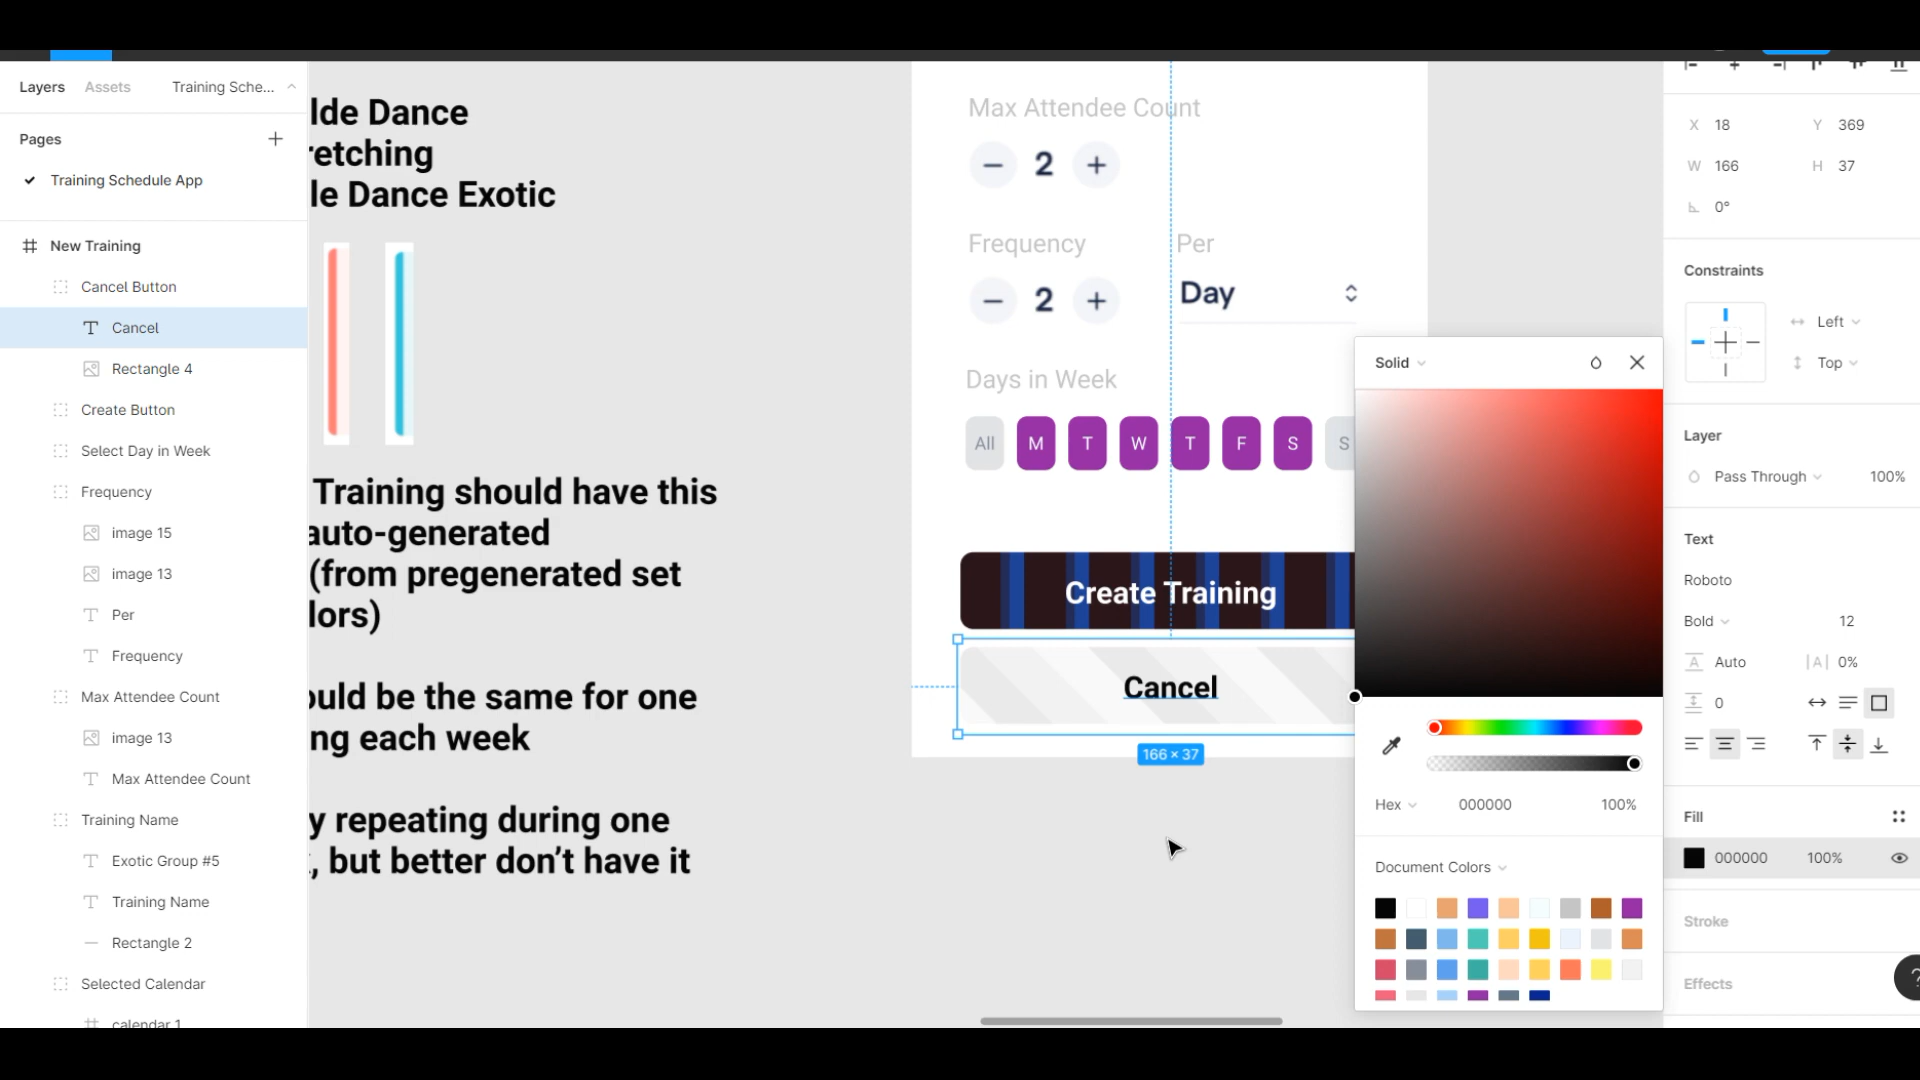 Layers
Assets
Training Sche...
Pages
Training Schedule App
New Training
Cancel Button
Cancel
Rectangle 4
Create Button
Select Day in Week
Frequency
image 15
image 13
Per
Frequency
Max Attendee Count
image 13
Max Attendee Count
Training Name
Exotic Group #5
Training Name
Rectangle 2
Selected Calendar
calendar 1
lde Dance
retching
le Dance Exotic
Training should have this
auto-generated
(from pregenerated set
lors)
ould be the same for one
ng each week
y repeating during one
, but better don't have it
Max Attendee Count
2
Frequency
Per
2
Day
Days in Week
All M T W T F S S
Create Training
Cancel
166 × 37
Solid
Hex
000000
100%
Document Colors
X 18
Y 369
W 166
H 37
0°
Constraints
Left
Top
Layer
Pass Through
100%
Text
Roboto
Bold
12
A Auto
|A| 0%
0
Fill
000000
100%
Stroke
Effects
?